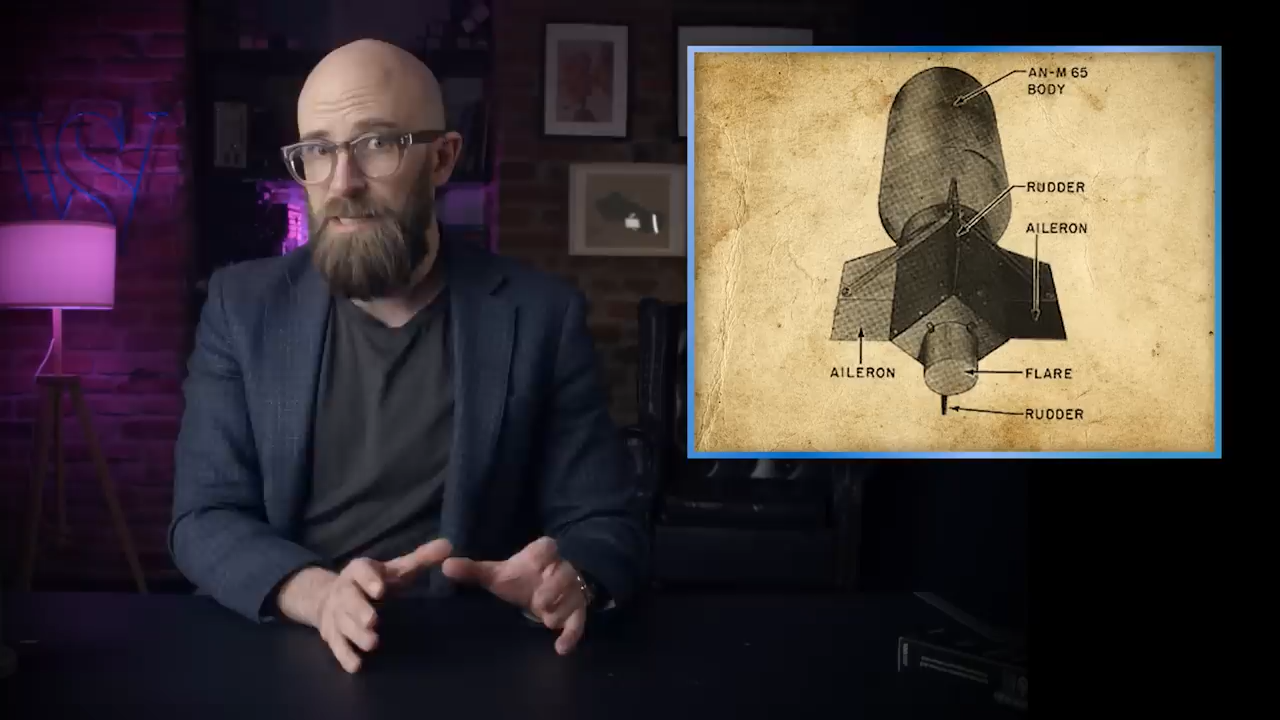 AN-M 65
BODY
RUDDER
AILERON
AILERON
FLARE
RUDDER